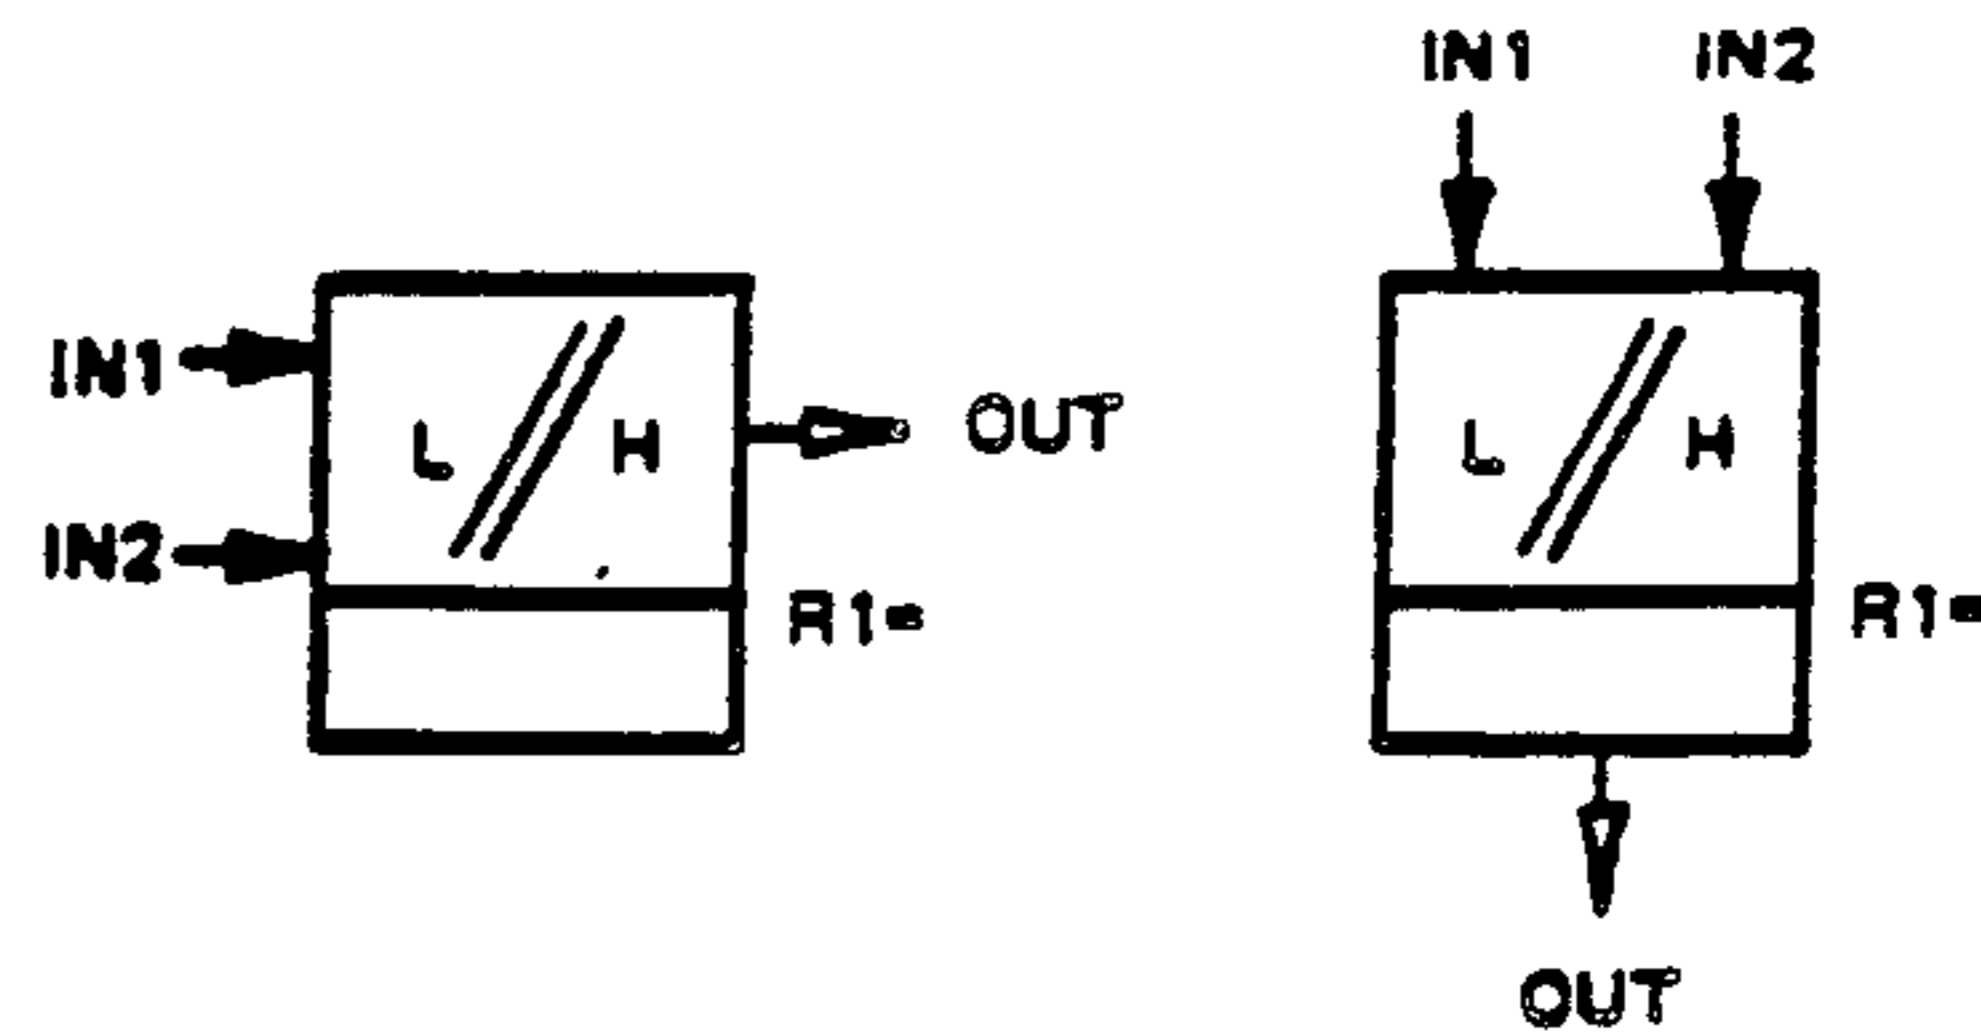 IN1 IN2
IN1 L // H OUT L // H
IN2 R1= R1=
OUT